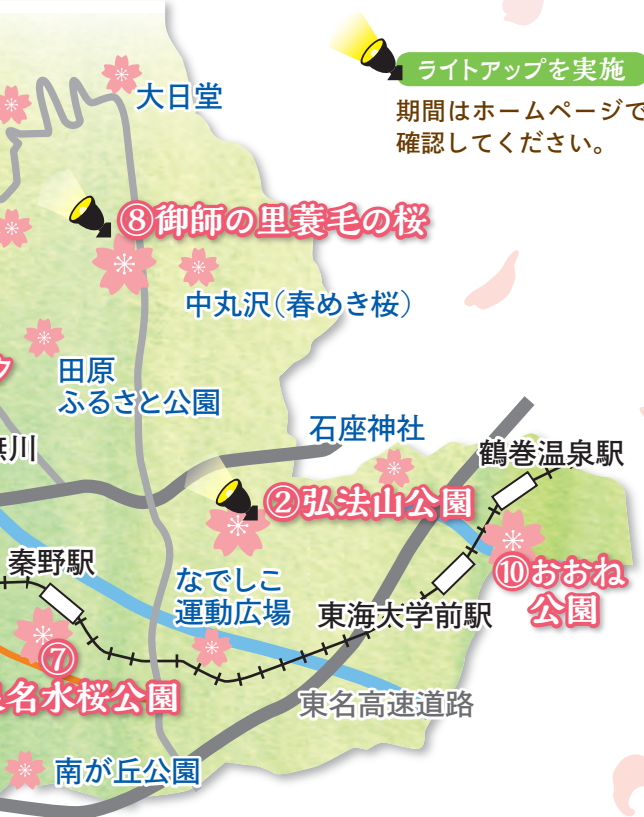 ライトアップを実施
期間はホームページで
確認してください。
大日堂
⑧御師の里蓑毛の桜
中丸沢（春めき桜）
ク
田原
ふるさと公園
無川
石座神社
鶴巻温泉駅
②弘法山公園
秦野駅
なでしこ
運動広場
東海大学前駅
⑩おおね
公園
⑦
名水桜公園
東名高速道路
南が丘公園